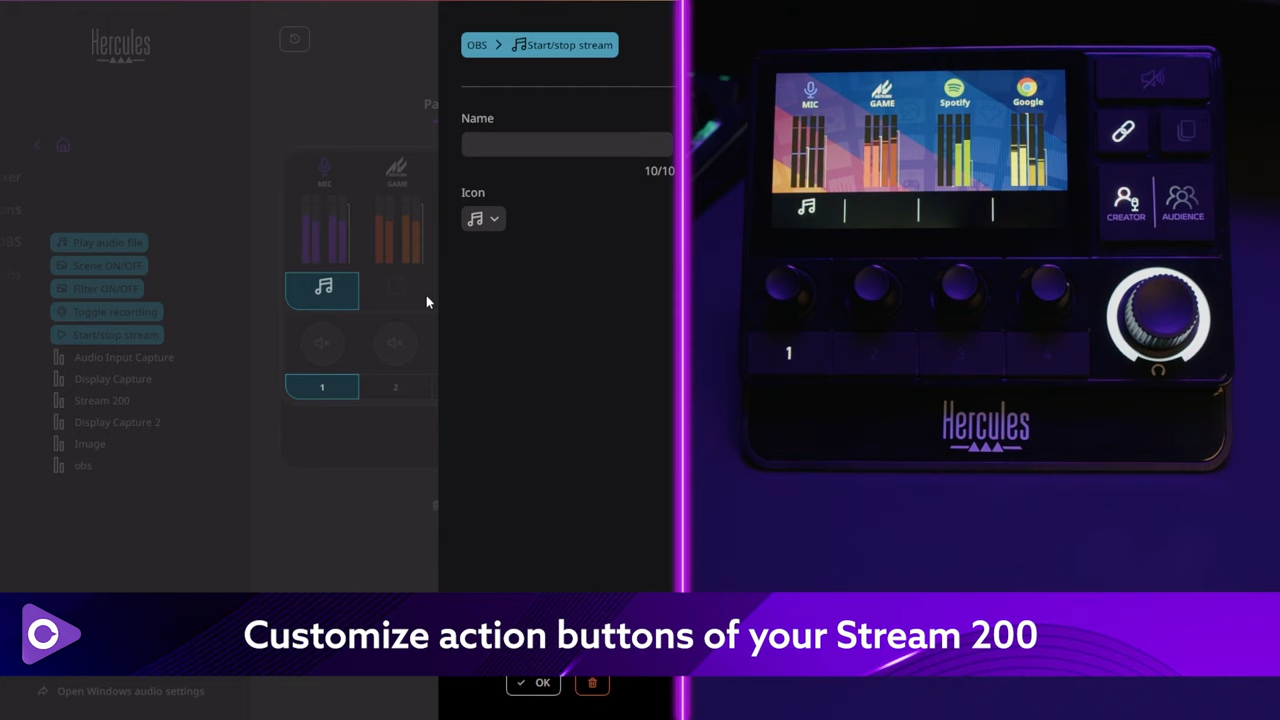 Hercules
OBS > Start/stop stream
Name
10/10
Icon
MIC
GAME
Play audio file
Scene ON/OFF
Filter ON/OFF
Toggle recording
Start/stop stream
Audio Input Capture
Display Capture
Stream 200
Display Capture 2
Image
obs
1
2
Open Windows audio settings
OK
MIC
GAME
Spotify
Google
CREATOR
AUDIENCE
1
2
3
4
Hercules
Customize action buttons of your Stream 200